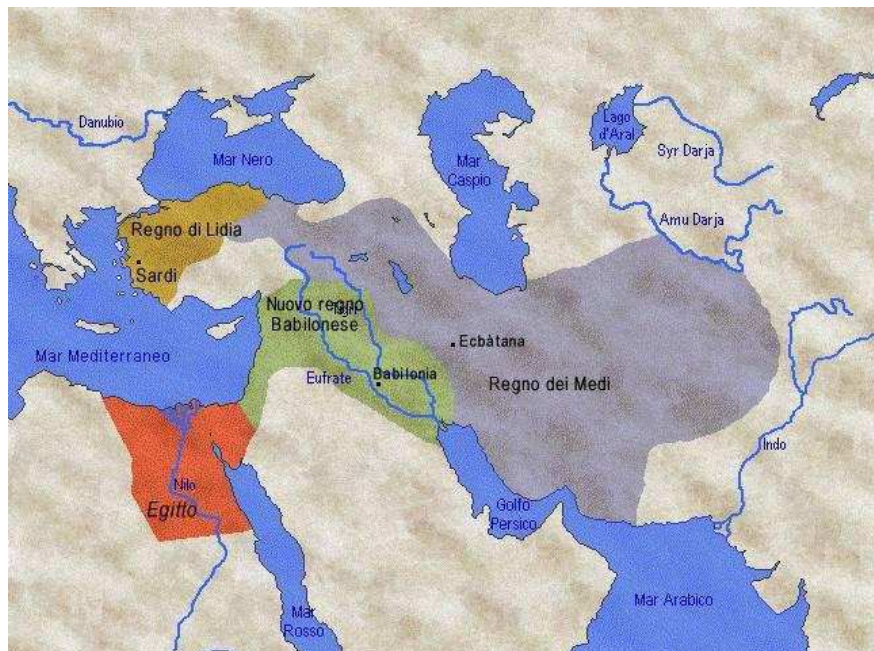 Danubio
Mar Nero
Mar
Caspio
Lago
d'Aral
Syr Darja
Amu Darja
Regno di Lidia
Sardi
Nuovo regno
Babilonese
Tigri
Ecbàtana
Mar Mediterraneo
Eufrate
Babilonia
Regno dei Medi
Indo
Nilo
Egitto
Golfo
Persico
Mar
Rosso
Mar Arabico